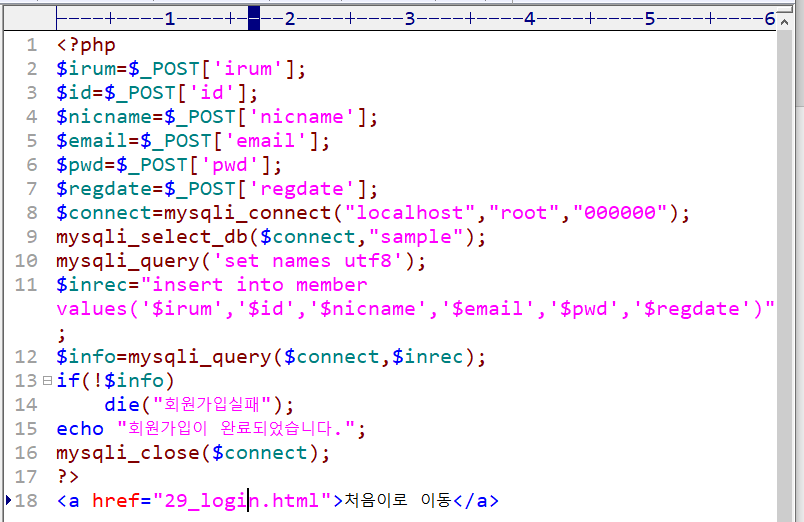 1 2 3 4 5 6
1 <?php
2 $irum=$_POST['irum'];
3 $id=$_POST['id'];
4 $nicname=$_POST['nicname'];
5 $email=$_POST['email'];
6 $pwd=$_POST['pwd'];
7 $regdate=$_POST['regdate'];
8 $connect=mysqli_connect("localhost","root","000000");
9 mysqli_select_db($connect,"sample");
10 mysqli_query('set names utf8');
11 $inrec="insert into member
values('$irum','$id','$nicname','$email','$pwd','$regdate')"
;
12 $info=mysqli_query($connect,$inrec);
13 if(!$info)
14 die("회원가입실패");
15 echo "회원가입이 완료되었습니다.";
16 mysqli_close($connect);
17 ?>
18 <a href="29_login.html">처음이로 이동</a>